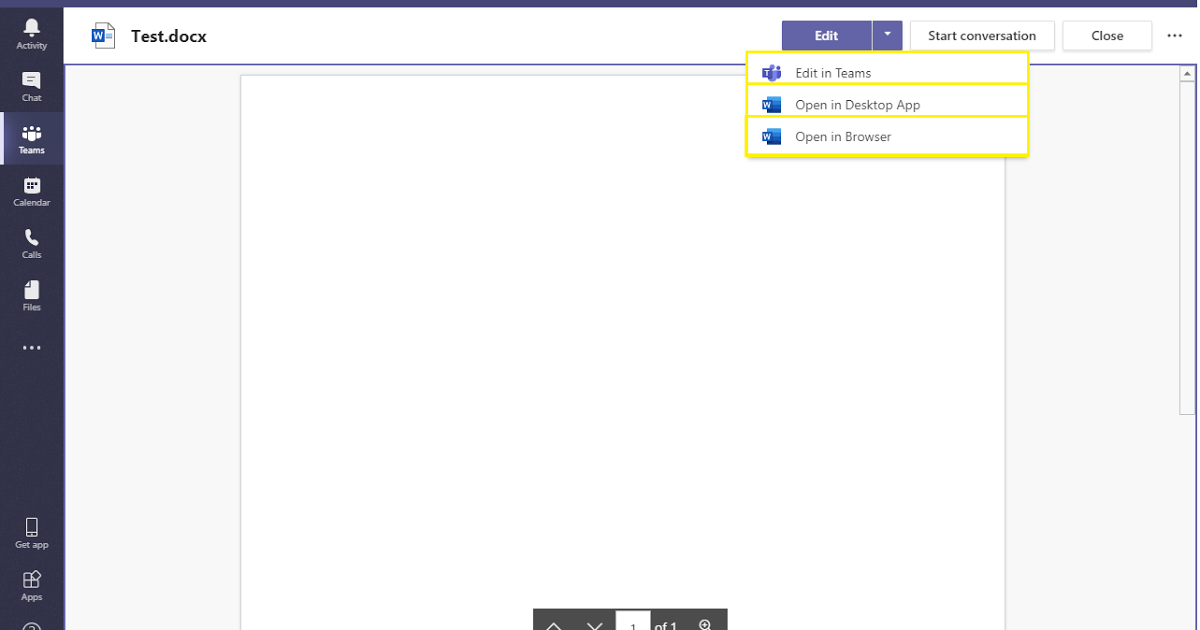 Activity
Chat
Teams
Calendar
Calls
Files
Get app
Apps
Test.docx
Edit
Start conversation
Close
Edit in Teams
Open in Desktop App
Open in Browser
1 of 1